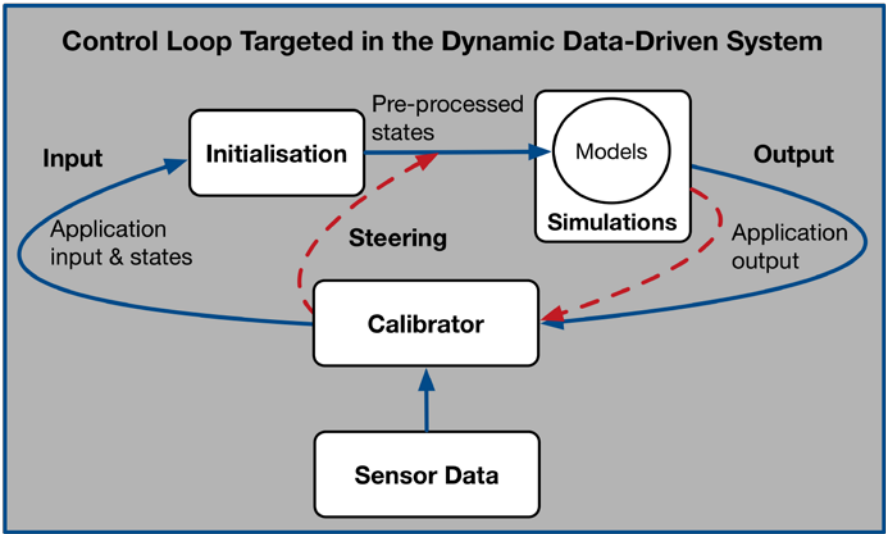 Control Loop Targeted in the Dynamic Data-Driven System
Pre-processed
states
Input
Initialisation
Models
Output
Simulations
Application
input & states
Steering
Application
output
Calibrator
Sensor Data